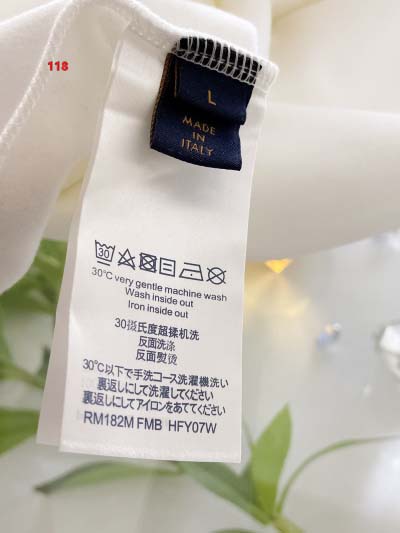 118
L
MADE
IN
ITALY
30
30°C very gentle machine wash
Wash inside out
Iron inside out
30摄氏度超揉机洗
反面洗涤
反面熨烫
30°C以下で手洗コース洗濯機洗い
裏返しにして洗濯してください
裏返しにしてアイロンをあててください
RM182M FMB HFY07W